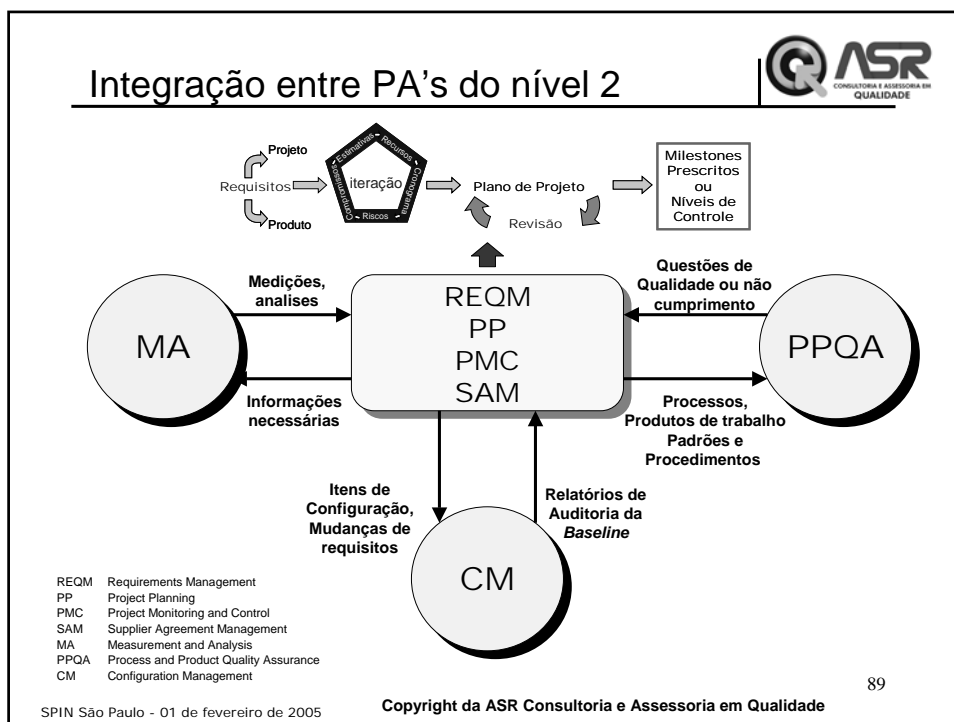 Integração entre PA's do nível 2
ASR
CONSULTORIA E ASSESSORIA EM
QUALIDADE
Projeto
Requisitos
Produto
Estimativas
Recursos
Cronograma
Riscos
Compromissos
iteração
Plano de Projeto
Revisão
Milestones
Prescritos
ou
Níveis de
Controle
Medições,
analises
MA
Informações
necessárias
REQM
PP
PMC
SAM
Questões de
Qualidade ou não
cumprimento
PPQA
Processos,
Produtos de trabalho
Padrões e
Procedimentos
Itens de
Configuração,
Mudanças de
requisitos
Relatórios de
Auditoria da
Baseline
CM
REQM Requirements Management
PP Project Planning
PMC Project Monitoring and Control
SAM Supplier Agreement Management
MA Measurement and Analysis
PPQA Process and Product Quality Assurance
CM Configuration Management
89
SPIN São Paulo - 01 de fevereiro de 2005
Copyright da ASR Consultoria e Assessoria em Qualidade